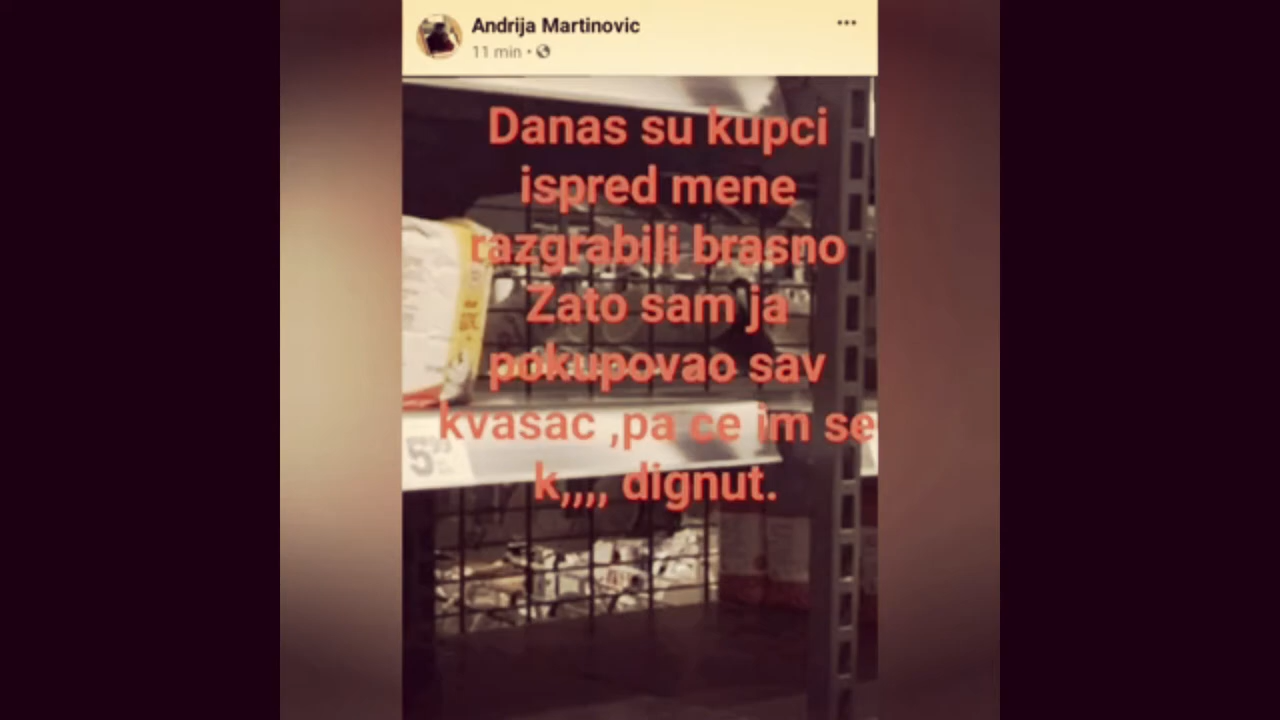 Andrija Martinovic
11 min
Danas su kupci
ispred mene
razgrabili brasno
Zato sam ja
pokupovao sav
kvasac ,pa ce im se
k,,,, dignut.